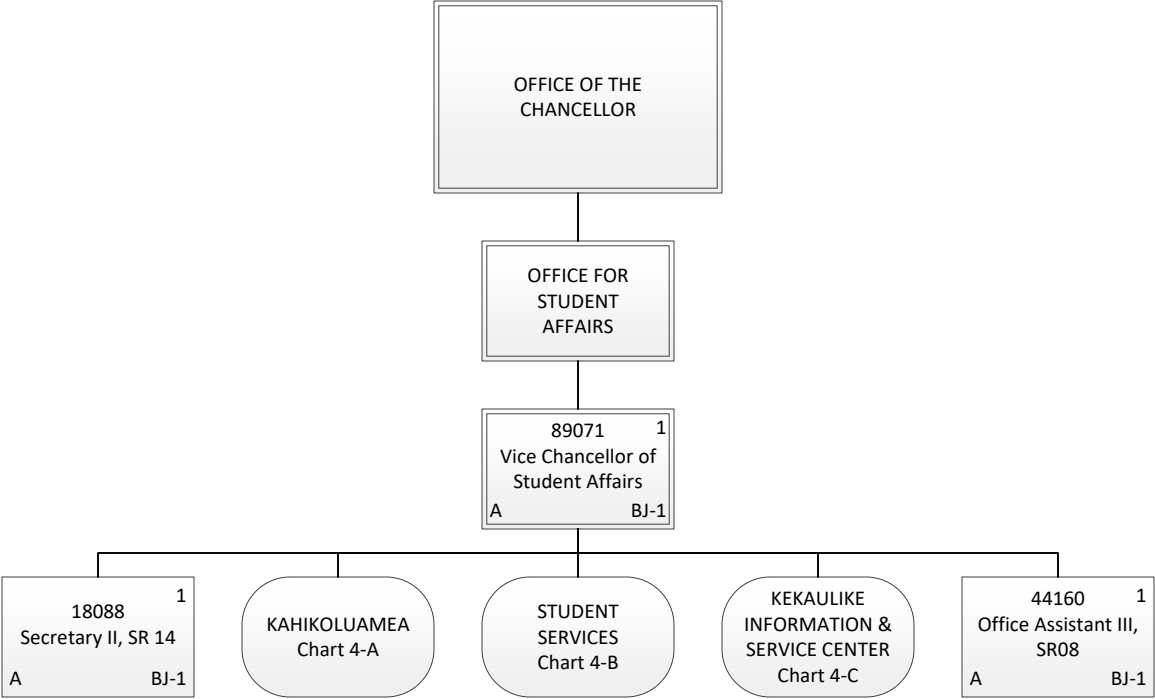 OFFICE OF THE
CHANCELLOR
OFFICE FOR
STUDENT
AFFAIRS
89071 1
Vice Chancellor of
Student Affairs
A BJ-1
18088 1
Secretary II, SR 14
A BJ-1
KAHIKOLUAMEA
Chart 4-A
STUDENT
SERVICES
Chart 4-B
KEKAULIKE
INFORMATION &
SERVICE CENTER
Chart 4-C
44160 1
Office Assistant III,
SR08
A BJ-1